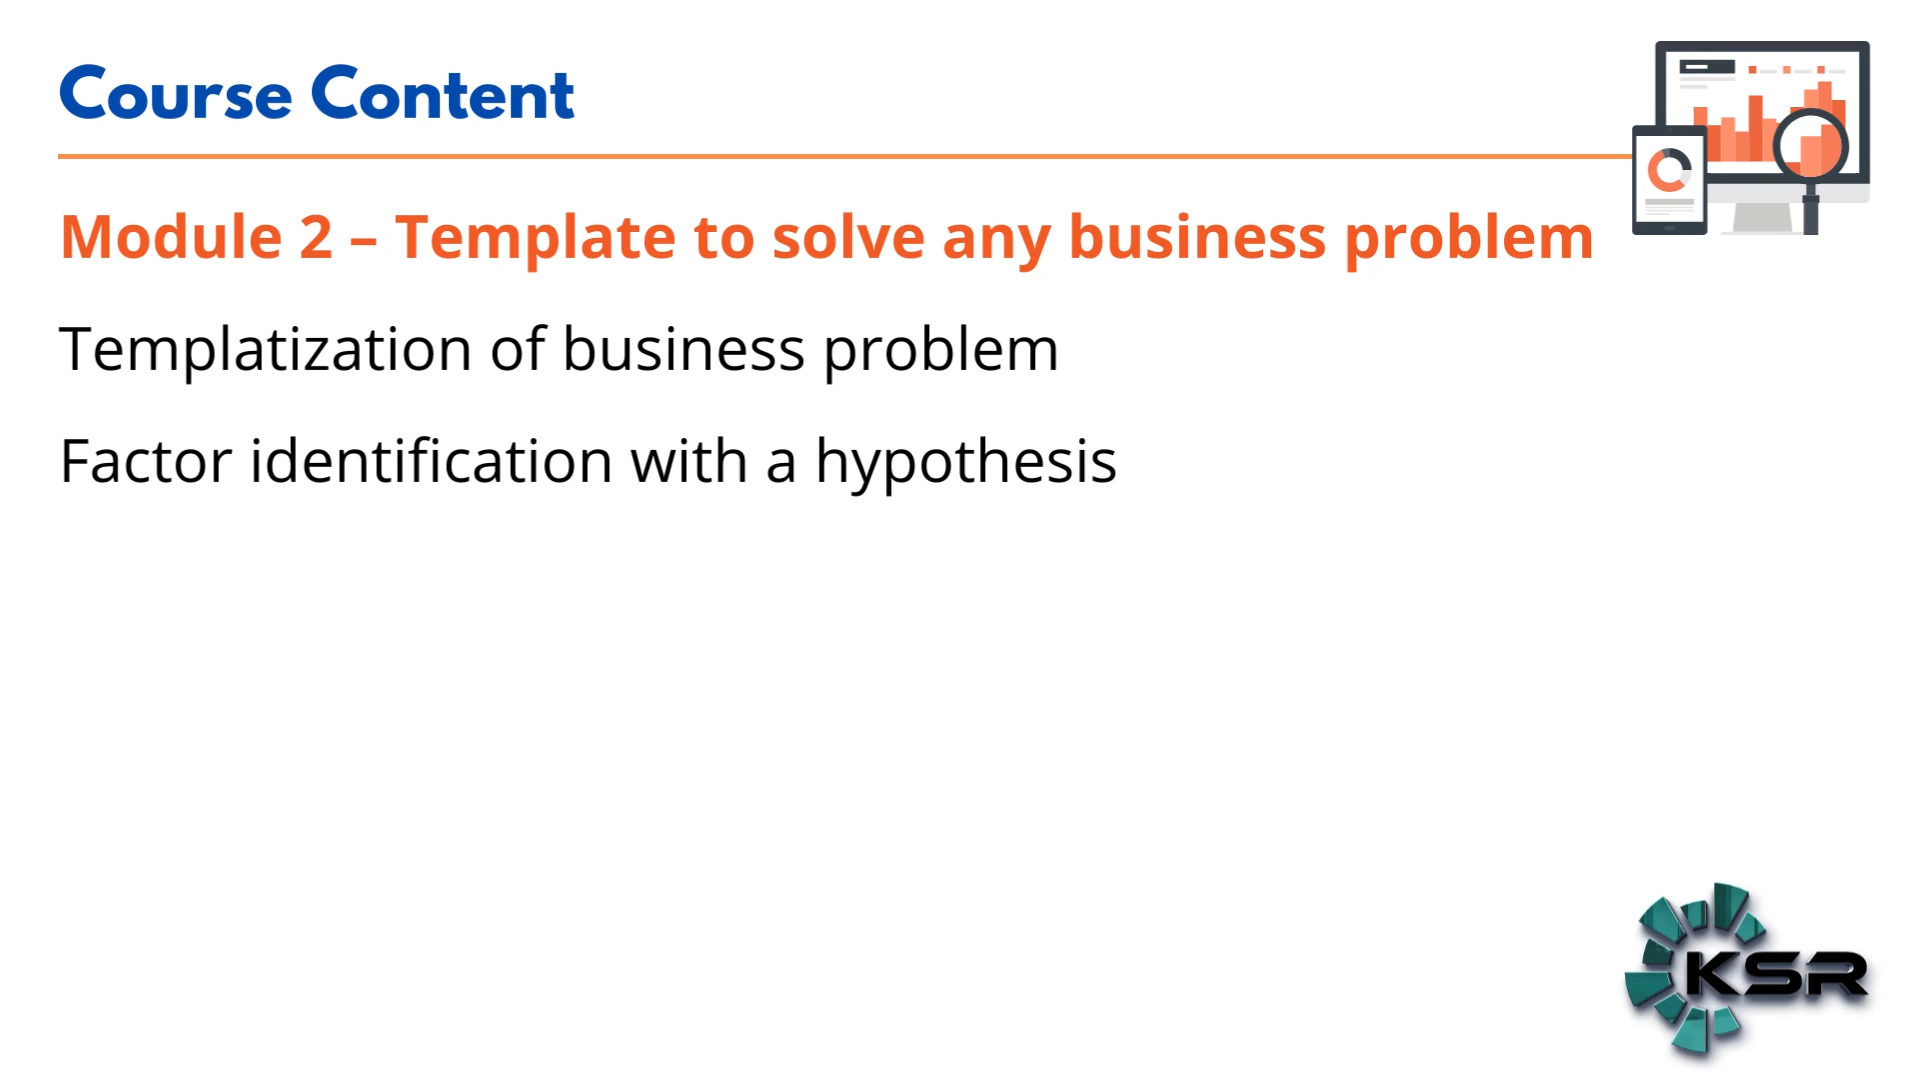 Course Content
Module 2 – Template to solve any business problem
Templatization of business problem
Factor identification with a hypothesis
KSR